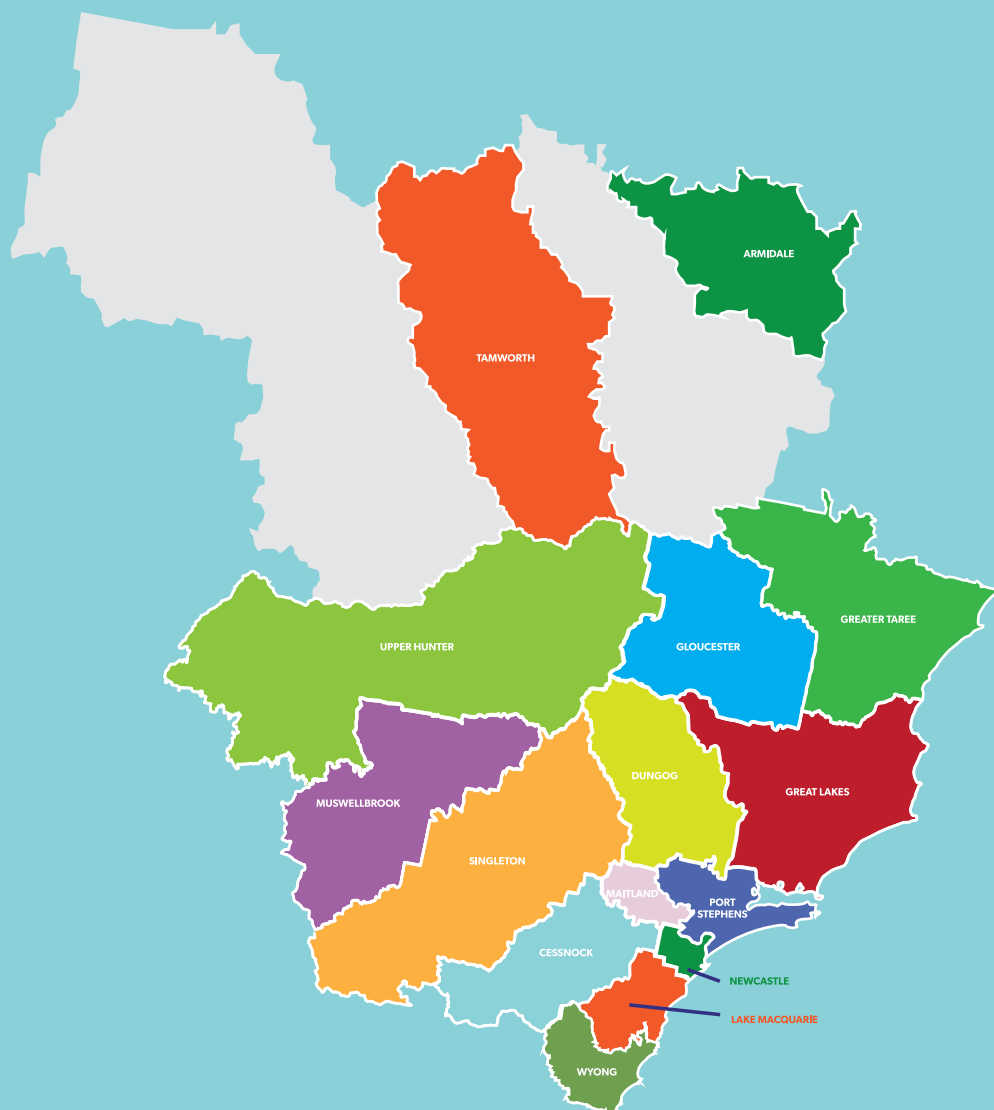 ARMIDALE
TAMWORTH
GREATER TAREE
UPPER HUNTER
GLOUCESTER
DUNGOG
GREAT LAKES
MUSWELLBROOK
SINGLETON
MAITLAND
PORT
STEPHENS
CESSNOCK
NEWCASTLE
LAKE MACQUARIE
WYONG